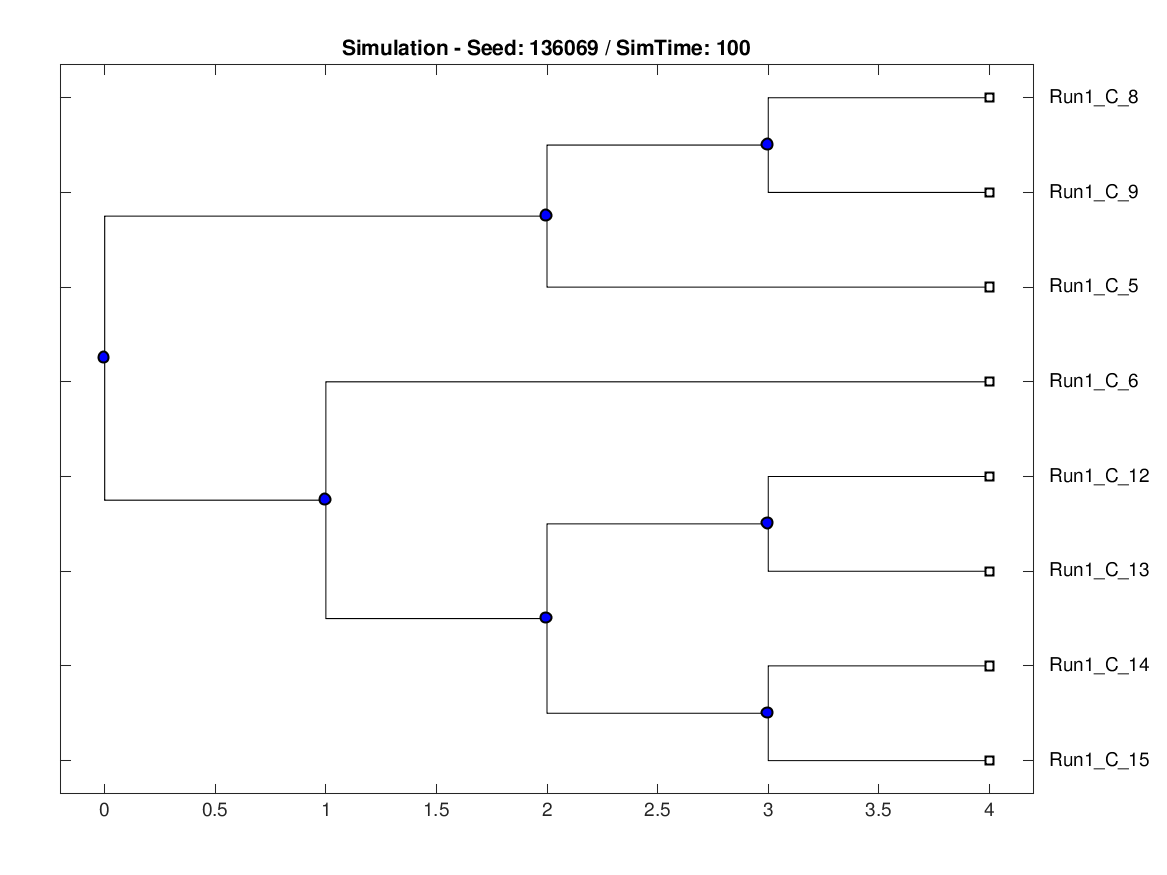 Simulation - Seed: 136069 / SimTime: 100
Run1_C_8
Run1_C_9
Run1_C_5
Run1_C_6
Run1_C_12
Run1_C_13
Run1_C_14
Run1_C_15
0 0.5 1 1.5 2 2.5 3 3.5 4